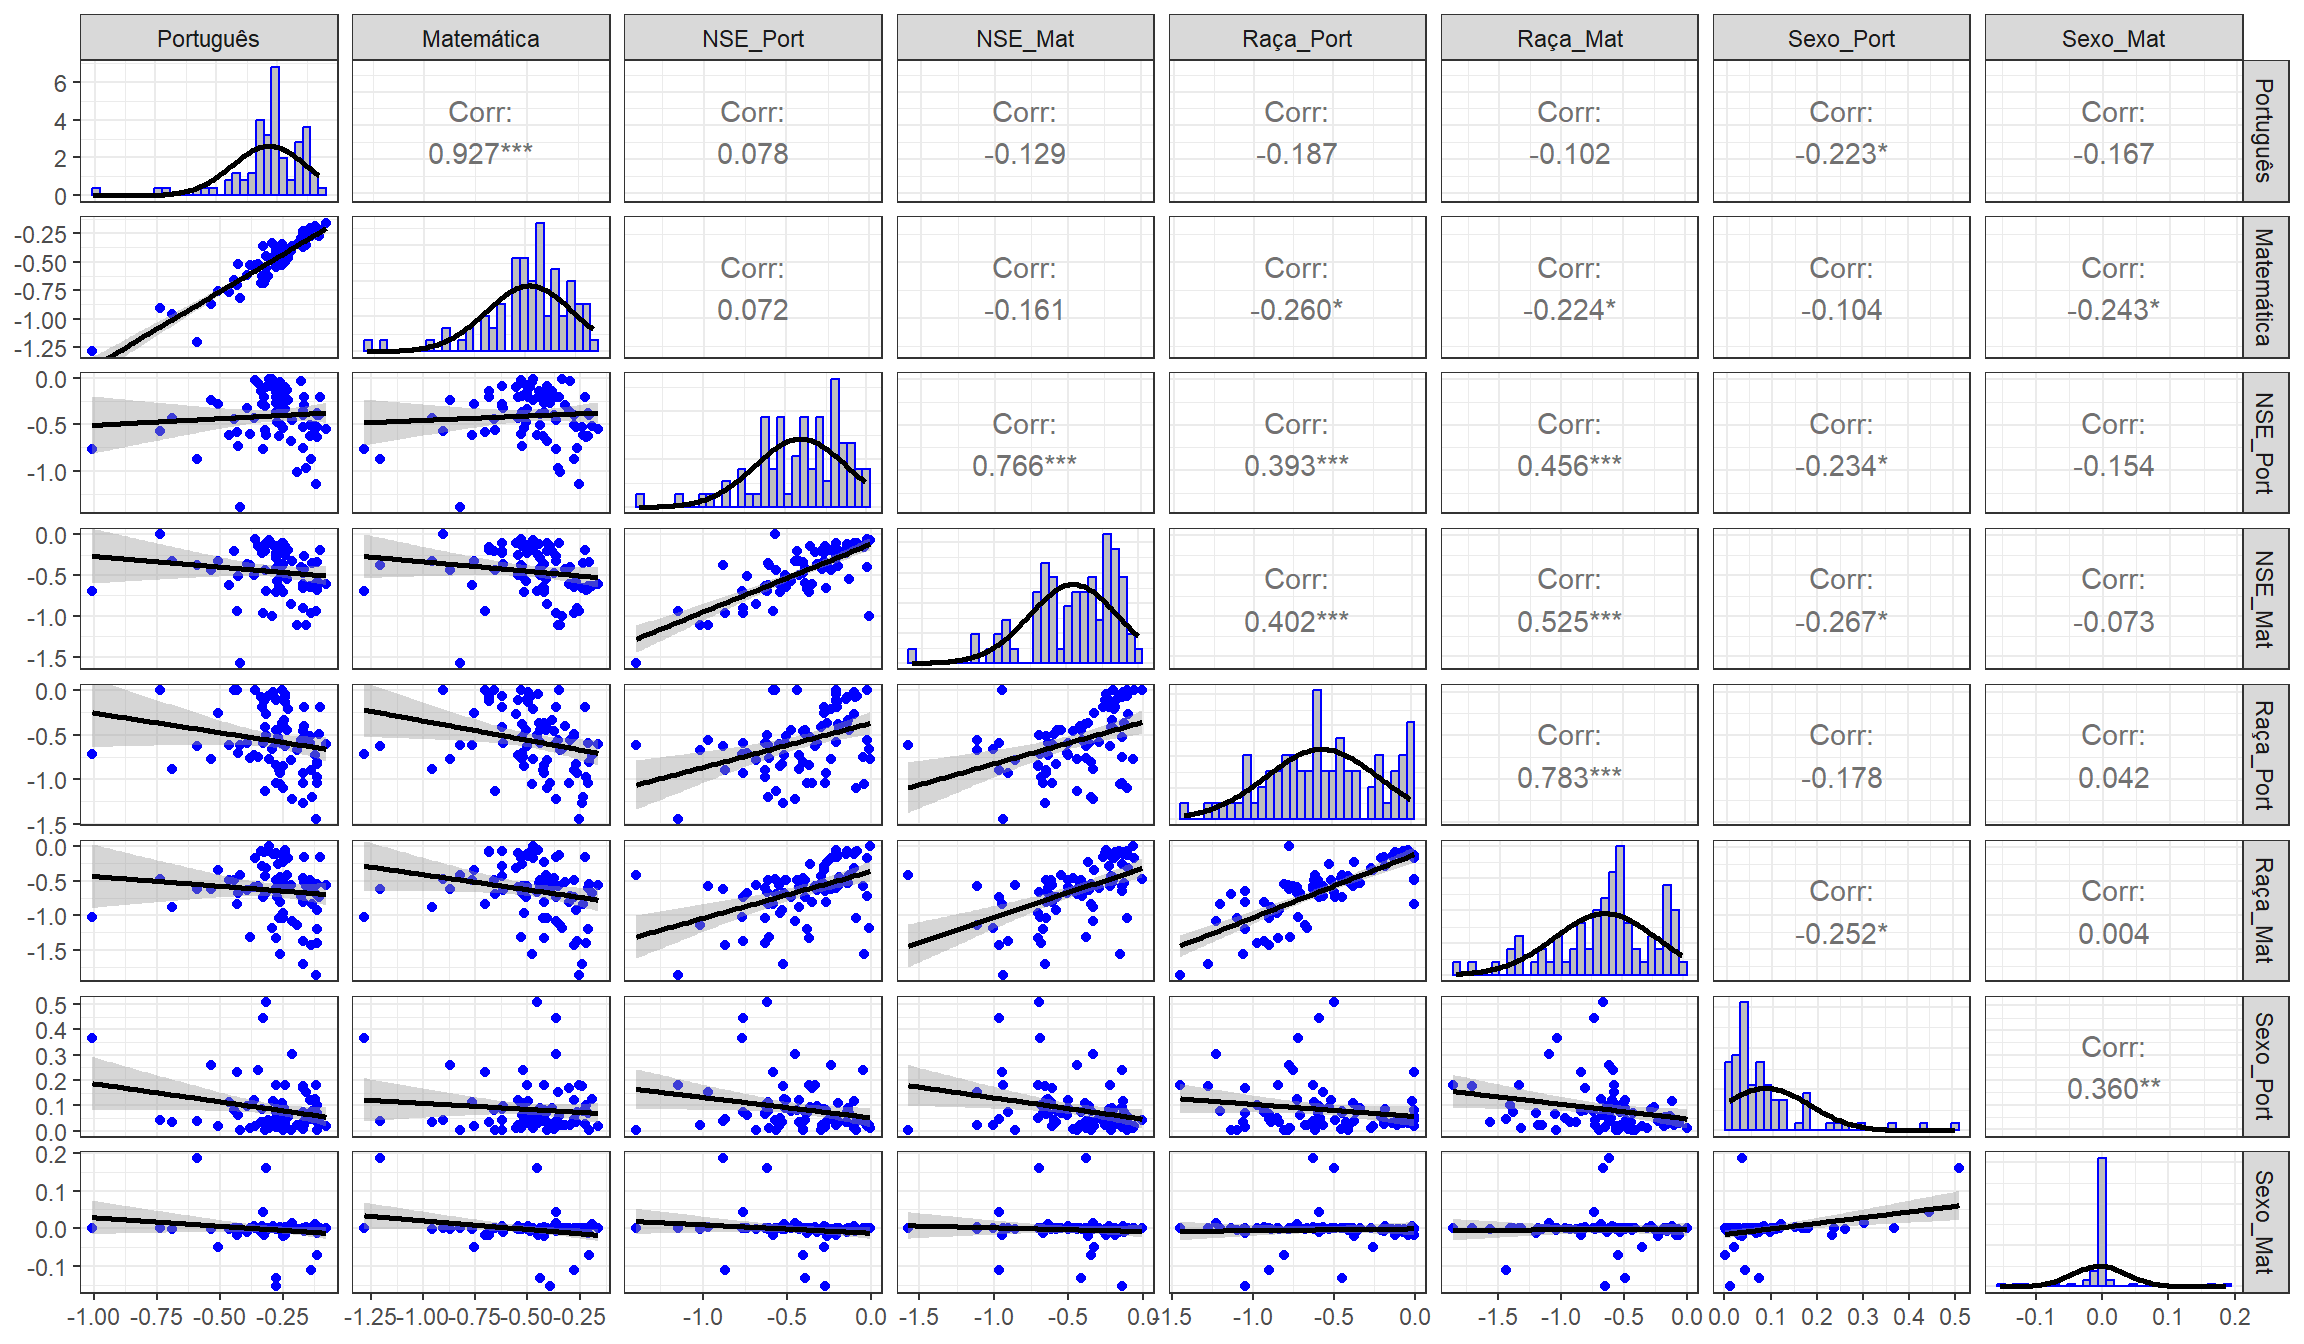 Português Matemática NSE_Port NSE_Mat Raça_Port Raça_Mat Sexo_Port Sexo_Mat
6
4
2
0
Corr: Corr: Corr: Corr: Corr: Corr: Corr:
0.927*** 0.078 -0.129 -0.187 -0.102 -0.223* -0.167
Português
-0.25
-0.50
-0.75
-1.00
-1.25
Corr: Corr: Corr: Corr: Corr: Corr:
0.072 -0.161 -0.260* -0.224* -0.104 -0.243*
Matemática
0.0
-0.5
-1.0
Corr: Corr: Corr: Corr: Corr:
0.766*** 0.393*** 0.456*** -0.234* -0.154
NSE_Port
0.0
-0.5
-1.0
-1.5
Corr: Corr: Corr: Corr:
0.402*** 0.525*** -0.267* -0.073
NSE_Mat
0.0
-0.5
-1.0
-1.5
Corr: Corr: Corr:
0.783*** -0.178 0.042
Raça_Port
0.0
-0.5
-1.0
-1.5
Corr: Corr:
-0.252* 0.004
Raça_Mat
0.5
0.4
0.3
0.2
0.1
0.0
Corr:
0.360**
Sexo_Port
0.2
0.1
0.0
-0.1
Sexo_Mat
-1.00 -0.75 -0.50 -0.25 -1.25 -1.00 -0.75 -0.50 -0.25 -1.0 -0.5 0.0 -1.5 -1.0 -0.5 0.0 -1.5 -1.0 -0.5 0.0 -1.5 -1.0 -0.5 0.0 0.0 0.1 0.2 0.3 0.4 0.5 -0.1 0.0 0.1 0.2